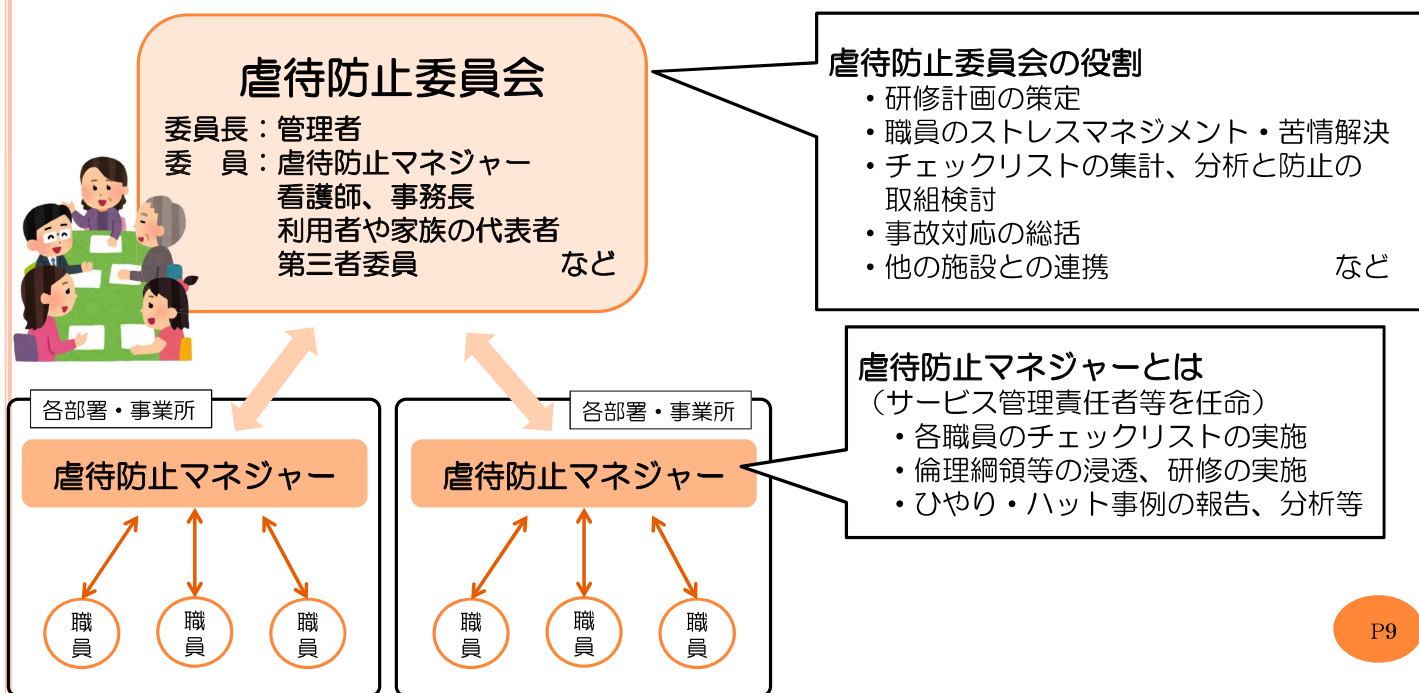 虐待防止委員会
委員長：管理者
委　員：虐待防止マネジャー
看護師、事務長
利用者や家族の代表者
第三者委員　　　　　など
虐待防止委員会の役割
・研修計画の策定
・職員のストレスマネジメント・苦情解決
・チェックリストの集計、分析と防止の
取組検討
・事故対応の総括
・他の施設との連携　　　　　　　　など
虐待防止マネジャーとは
（サービス管理責任者等を任命）
・各職員のチェックリストの実施
・倫理綱領等の浸透、研修の実施
・ひやり・ハット事例の報告、分析等
各部署・事業所
虐待防止マネジャー
職員
職員
職員
各部署・事業所
虐待防止マネジャー
職員
職員
職員
P9